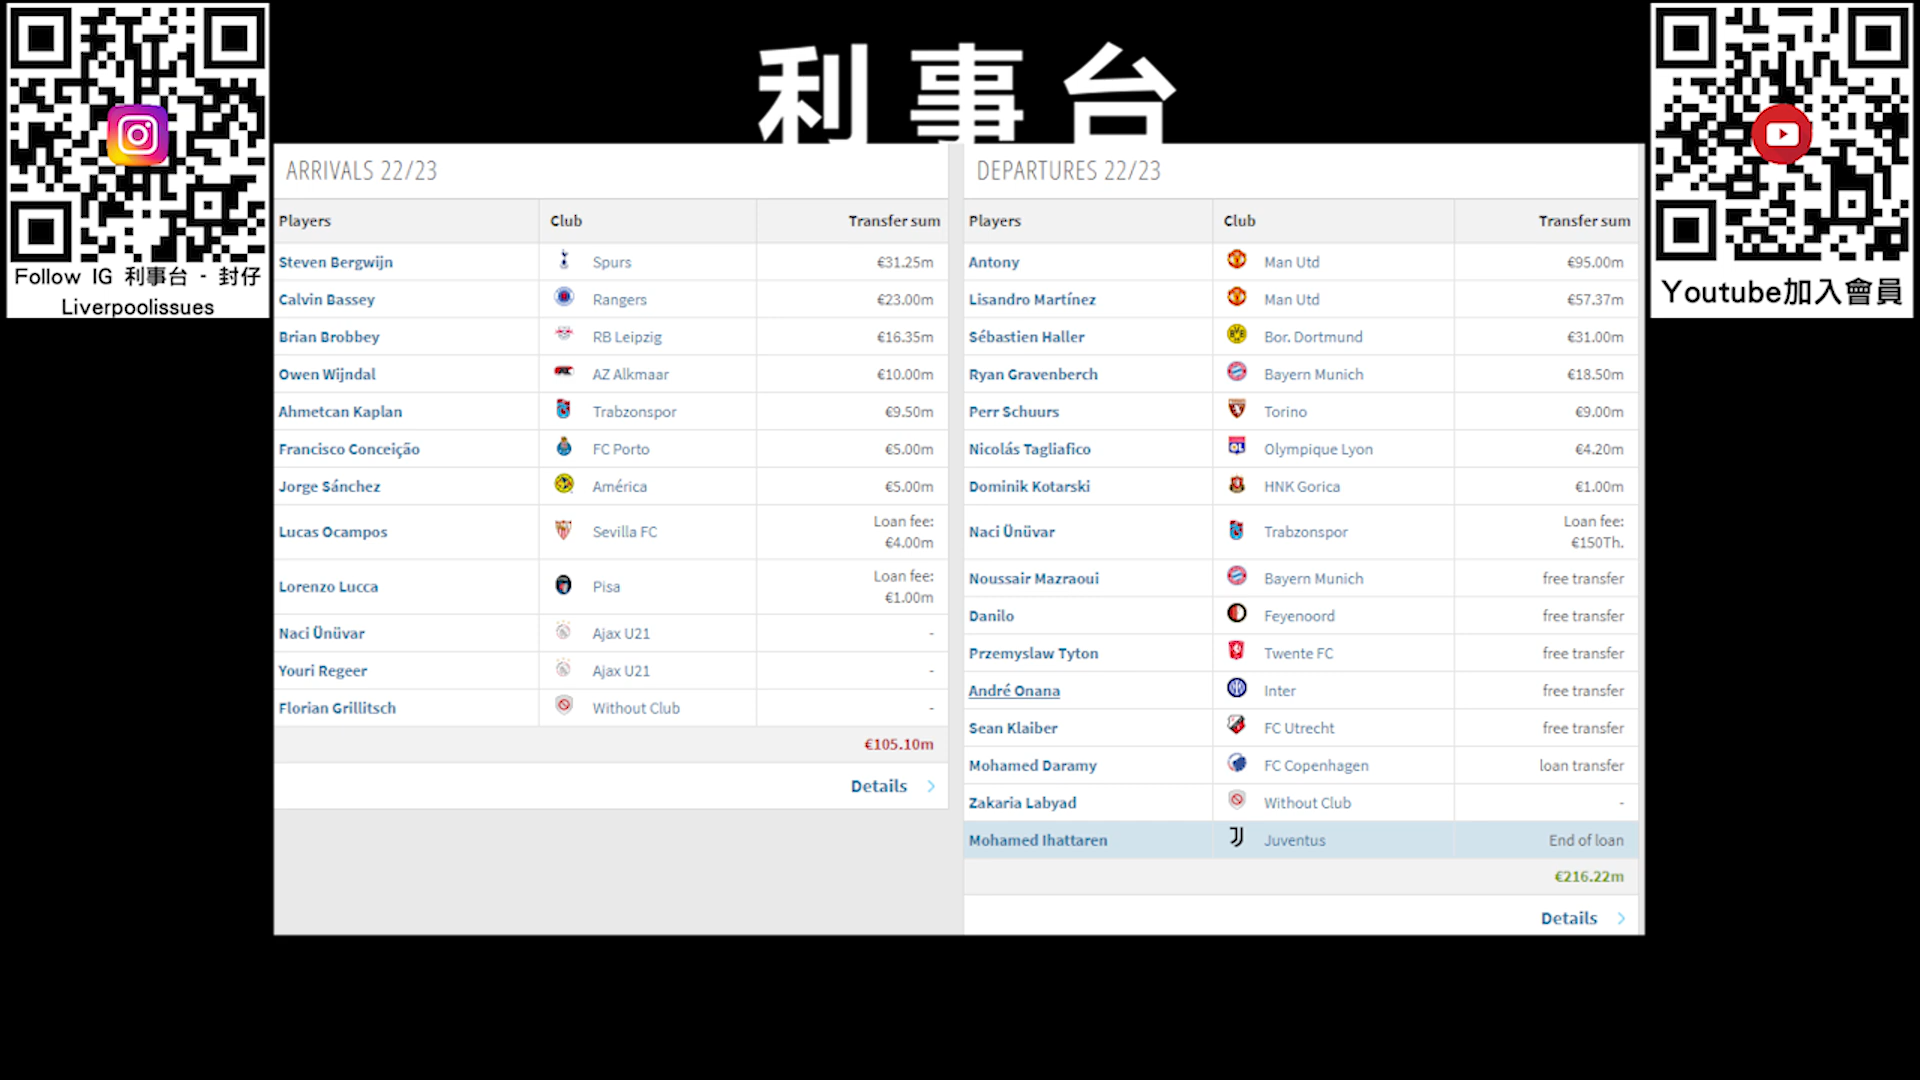 利事台
Follow IG 利事台 - 封仔
Liverpoolissues
Youtube加入會員
ARRIVALS 22/23
Players Club Transfer sum
Steven Bergwijn Spurs €31.25m
Calvin Bassey Rangers €23.00m
Brian Brobbey RB Leipzig €16.35m
Owen Wijndal AZ Alkmaar €10.00m
Ahmetcan Kaplan Trabzonspor €9.50m
Francisco Conceição FC Porto €5.00m
Jorge Sánchez América €5.00m
Lucas Ocampos Sevilla FC Loan fee:
€4.00m
Lorenzo Lucca Pisa Loan fee:
€1.00m
Naci Ünüvar Ajax U21 -
Youri Regeer Ajax U21 -
Florian Grillitsch Without Club -
€105.10m
Details
DEPARTURES 22/23
Players Club Transfer sum
Antony Man Utd €95.00m
Lisandro Martínez Man Utd €57.37m
Sébastien Haller Bor. Dortmund €31.00m
Ryan Gravenberch Bayern Munich €18.50m
Perr Schuurs Torino €9.00m
Nicolás Tagliafico Olympique Lyon €4.20m
Dominik Kotarski HNK Gorica €1.00m
Naci Ünüvar Trabzonspor Loan fee:
€150Th.
Noussair Mazraoui Bayern Munich free transfer
Danilo Feyenoord free transfer
Przemyslaw Tyton Twente FC free transfer
André Onana Inter free transfer
Sean Klaiber FC Utrecht free transfer
Mohamed Daramy FC Copenhagen loan transfer
Zakaria Labyad Without Club -
Mohamed Ihattaren Juventus End of loan
€216.22m
Details